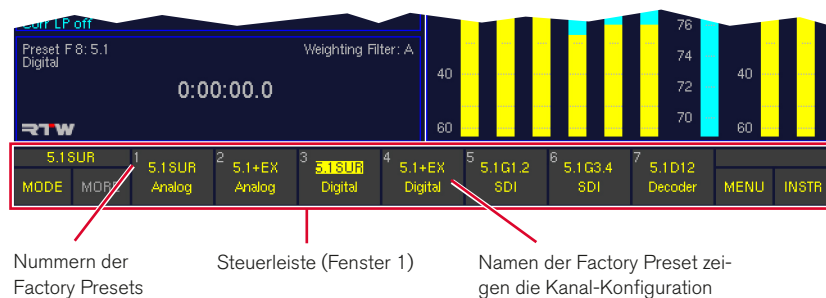 Corr LP off
Preset F 8: 5.1 Weighting Filter: A
Digital
0:00:00.0
RTW
40
60
76
74
72
70
40
60
5.1SUR
MODE MORE
1 5.1SUR
Analog
2 5.1+EX
Analog
3 5.1SUR
Digital
4 5.1+EX
Digital
5 5.1G1.2
SDI
6 5.1G3.4
SDI
7 5.1D12
Decoder
MENU INSTR
Nummern der
Factory Presets
Steuerleiste (Fenster 1)
Namen der Factory Preset zei-
gen die Kanal-Konfiguration